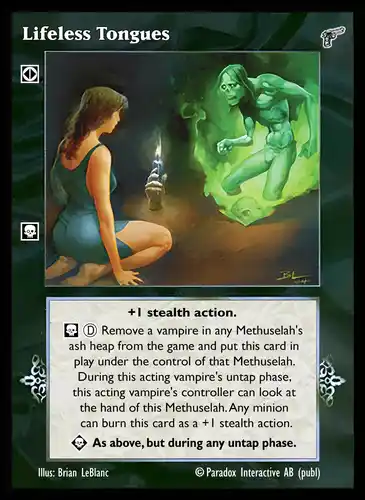 Lifeless Tongues
+1 stealth action.
Ⓓ Remove a vampire in any Methuselah's
ash heap from the game and put this card in
play under the control of that Methuselah.
During this acting vampire's untap phase,
this acting vampire's controller can look at
the hand of this Methuselah. Any minion
can burn this card as a +1 stealth action.
As above, but during any untap phase.
Illus: Brian LeBlanc
© Paradox Interactive AB (publ)